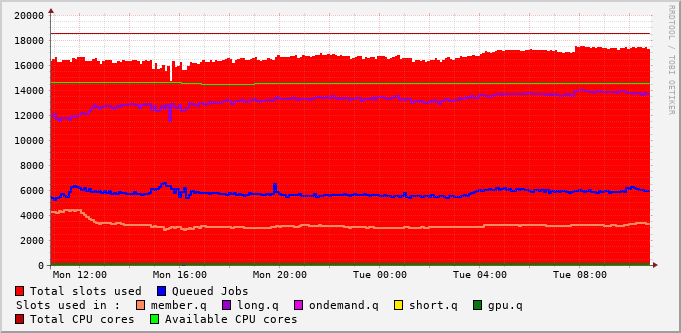 20000
18000
16000
14000
12000
10000
8000
6000
4000
2000
0
Mon 12:00 Mon 16:00 Mon 20:00 Tue 00:00 Tue 04:00 Tue 08:00
RRDTOOL / TOBI OETIKER
Total slots used Queued Jobs
Slots used in : member.q long.q ondemand.q short.q gpu.q
Total CPU cores Available CPU cores